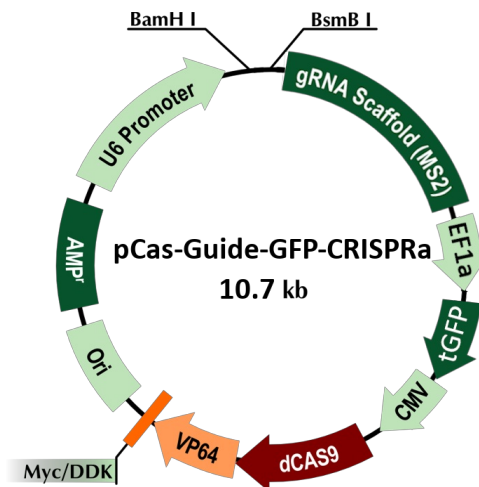 BamH I
BsmB I
U6 Promoter
gRNA Scaffold (MS2)
EF1a
tGFP
CMV
dCAS9
VP64
Myc/DDK
Ori
AMPr
pCas-Guide-GFP-CRISPRa
10.7 kb